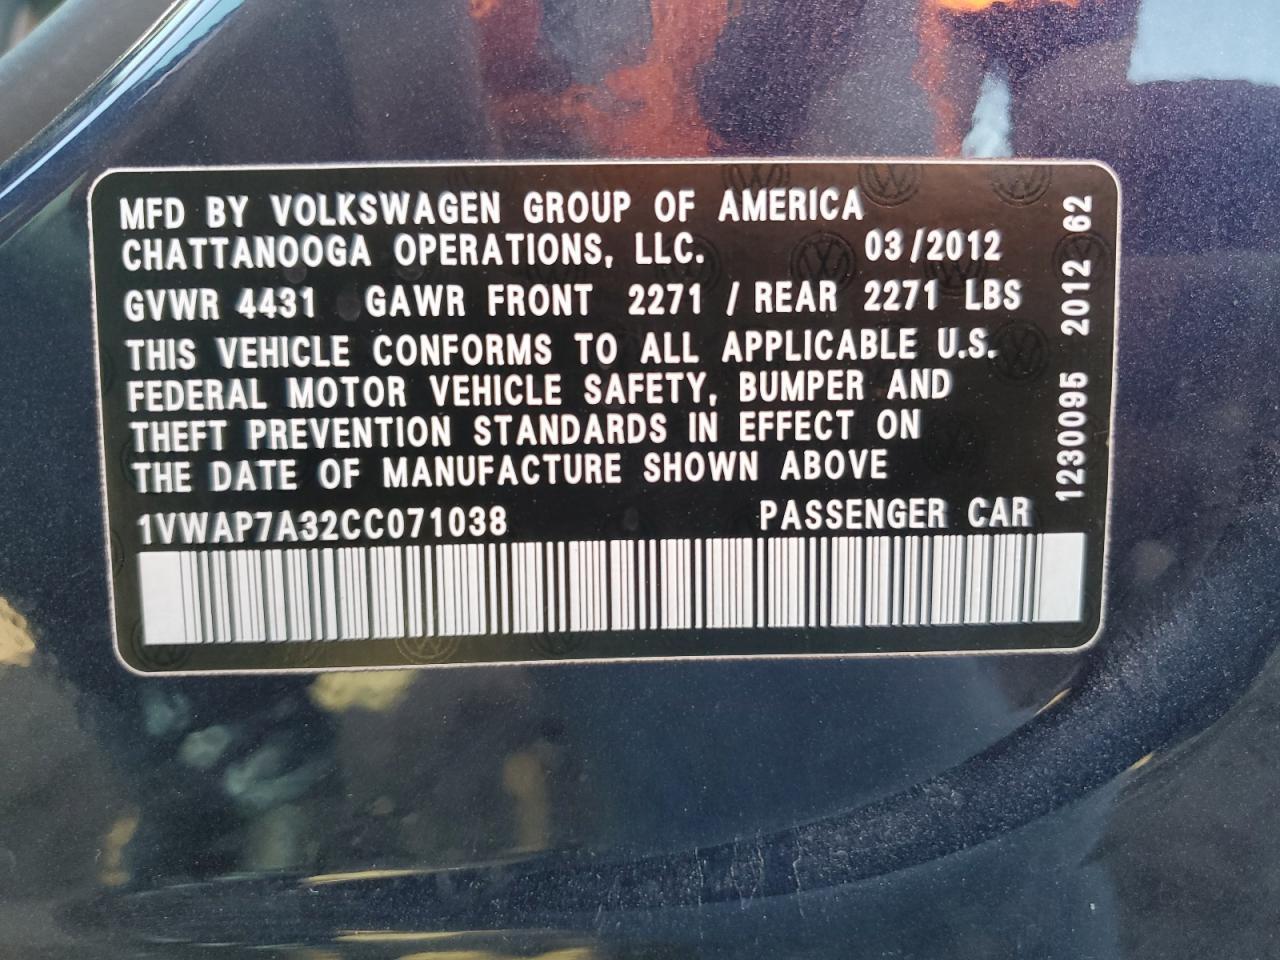 MFD BY VOLKSWAGEN GROUP OF AMERICA
CHATTANOOGA OPERATIONS, LLC. 03/2012
GVWR 4431 GAWR FRONT 2271 / REAR 2271 LBS
THIS VEHICLE CONFORMS TO ALL APPLICABLE U.S.
FEDERAL MOTOR VEHICLE SAFETY, BUMPER AND
THEFT PREVENTION STANDARDS IN EFFECT ON
THE DATE OF MANUFACTURE SHOWN ABOVE
1VWAP7A32CC071038 PASSENGER CAR
1230095 2012 62